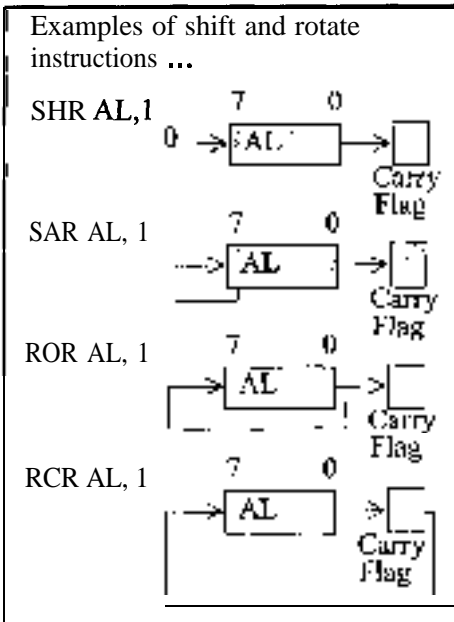 Examples of shift and rotate
instructions ...
SHR AL,1
7 0
0 AL
Carry
Flag
SAR AL, 1
7 0
AL
Carry
Flag
ROR AL, 1
7 0
AL
Carry
Flag
RCR AL, 1
7 0
AL
Carry
Flag